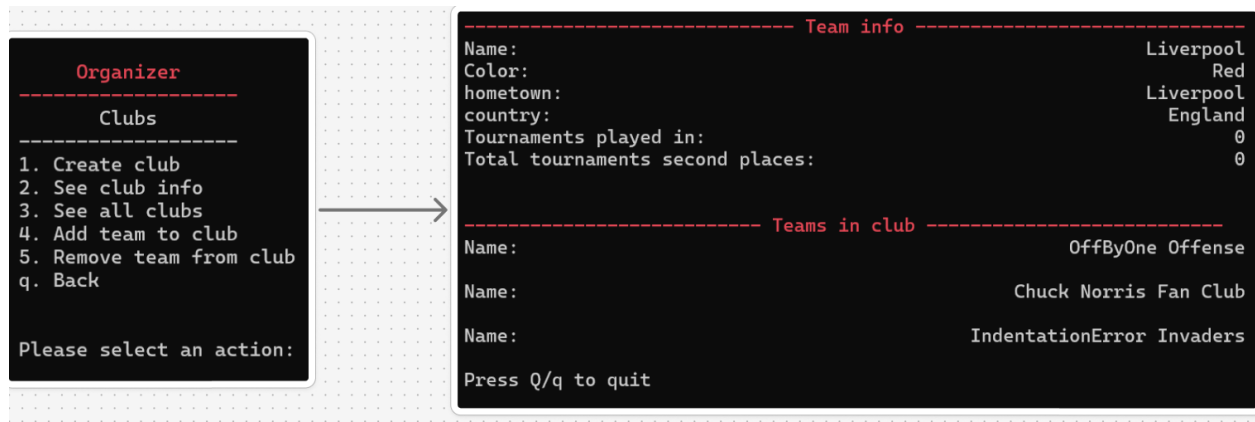 Organizer
--------------------
Clubs
--------------------
1. Create club
2. See club info
3. See all clubs
4. Add team to club
5. Remove team from club
q. Back
Please select an action:
------------------------------ Team info ------------------------------
Name: Liverpool
Color: Red
hometown: Liverpool
country: England
Tournaments played in: 0
Total tournaments second places: 0
--------------------------- Teams in club ---------------------------
Name: OffByOne Offense
Name: Chuck Norris Fan Club
Name: IndentationError Invaders
Press Q/q to quit